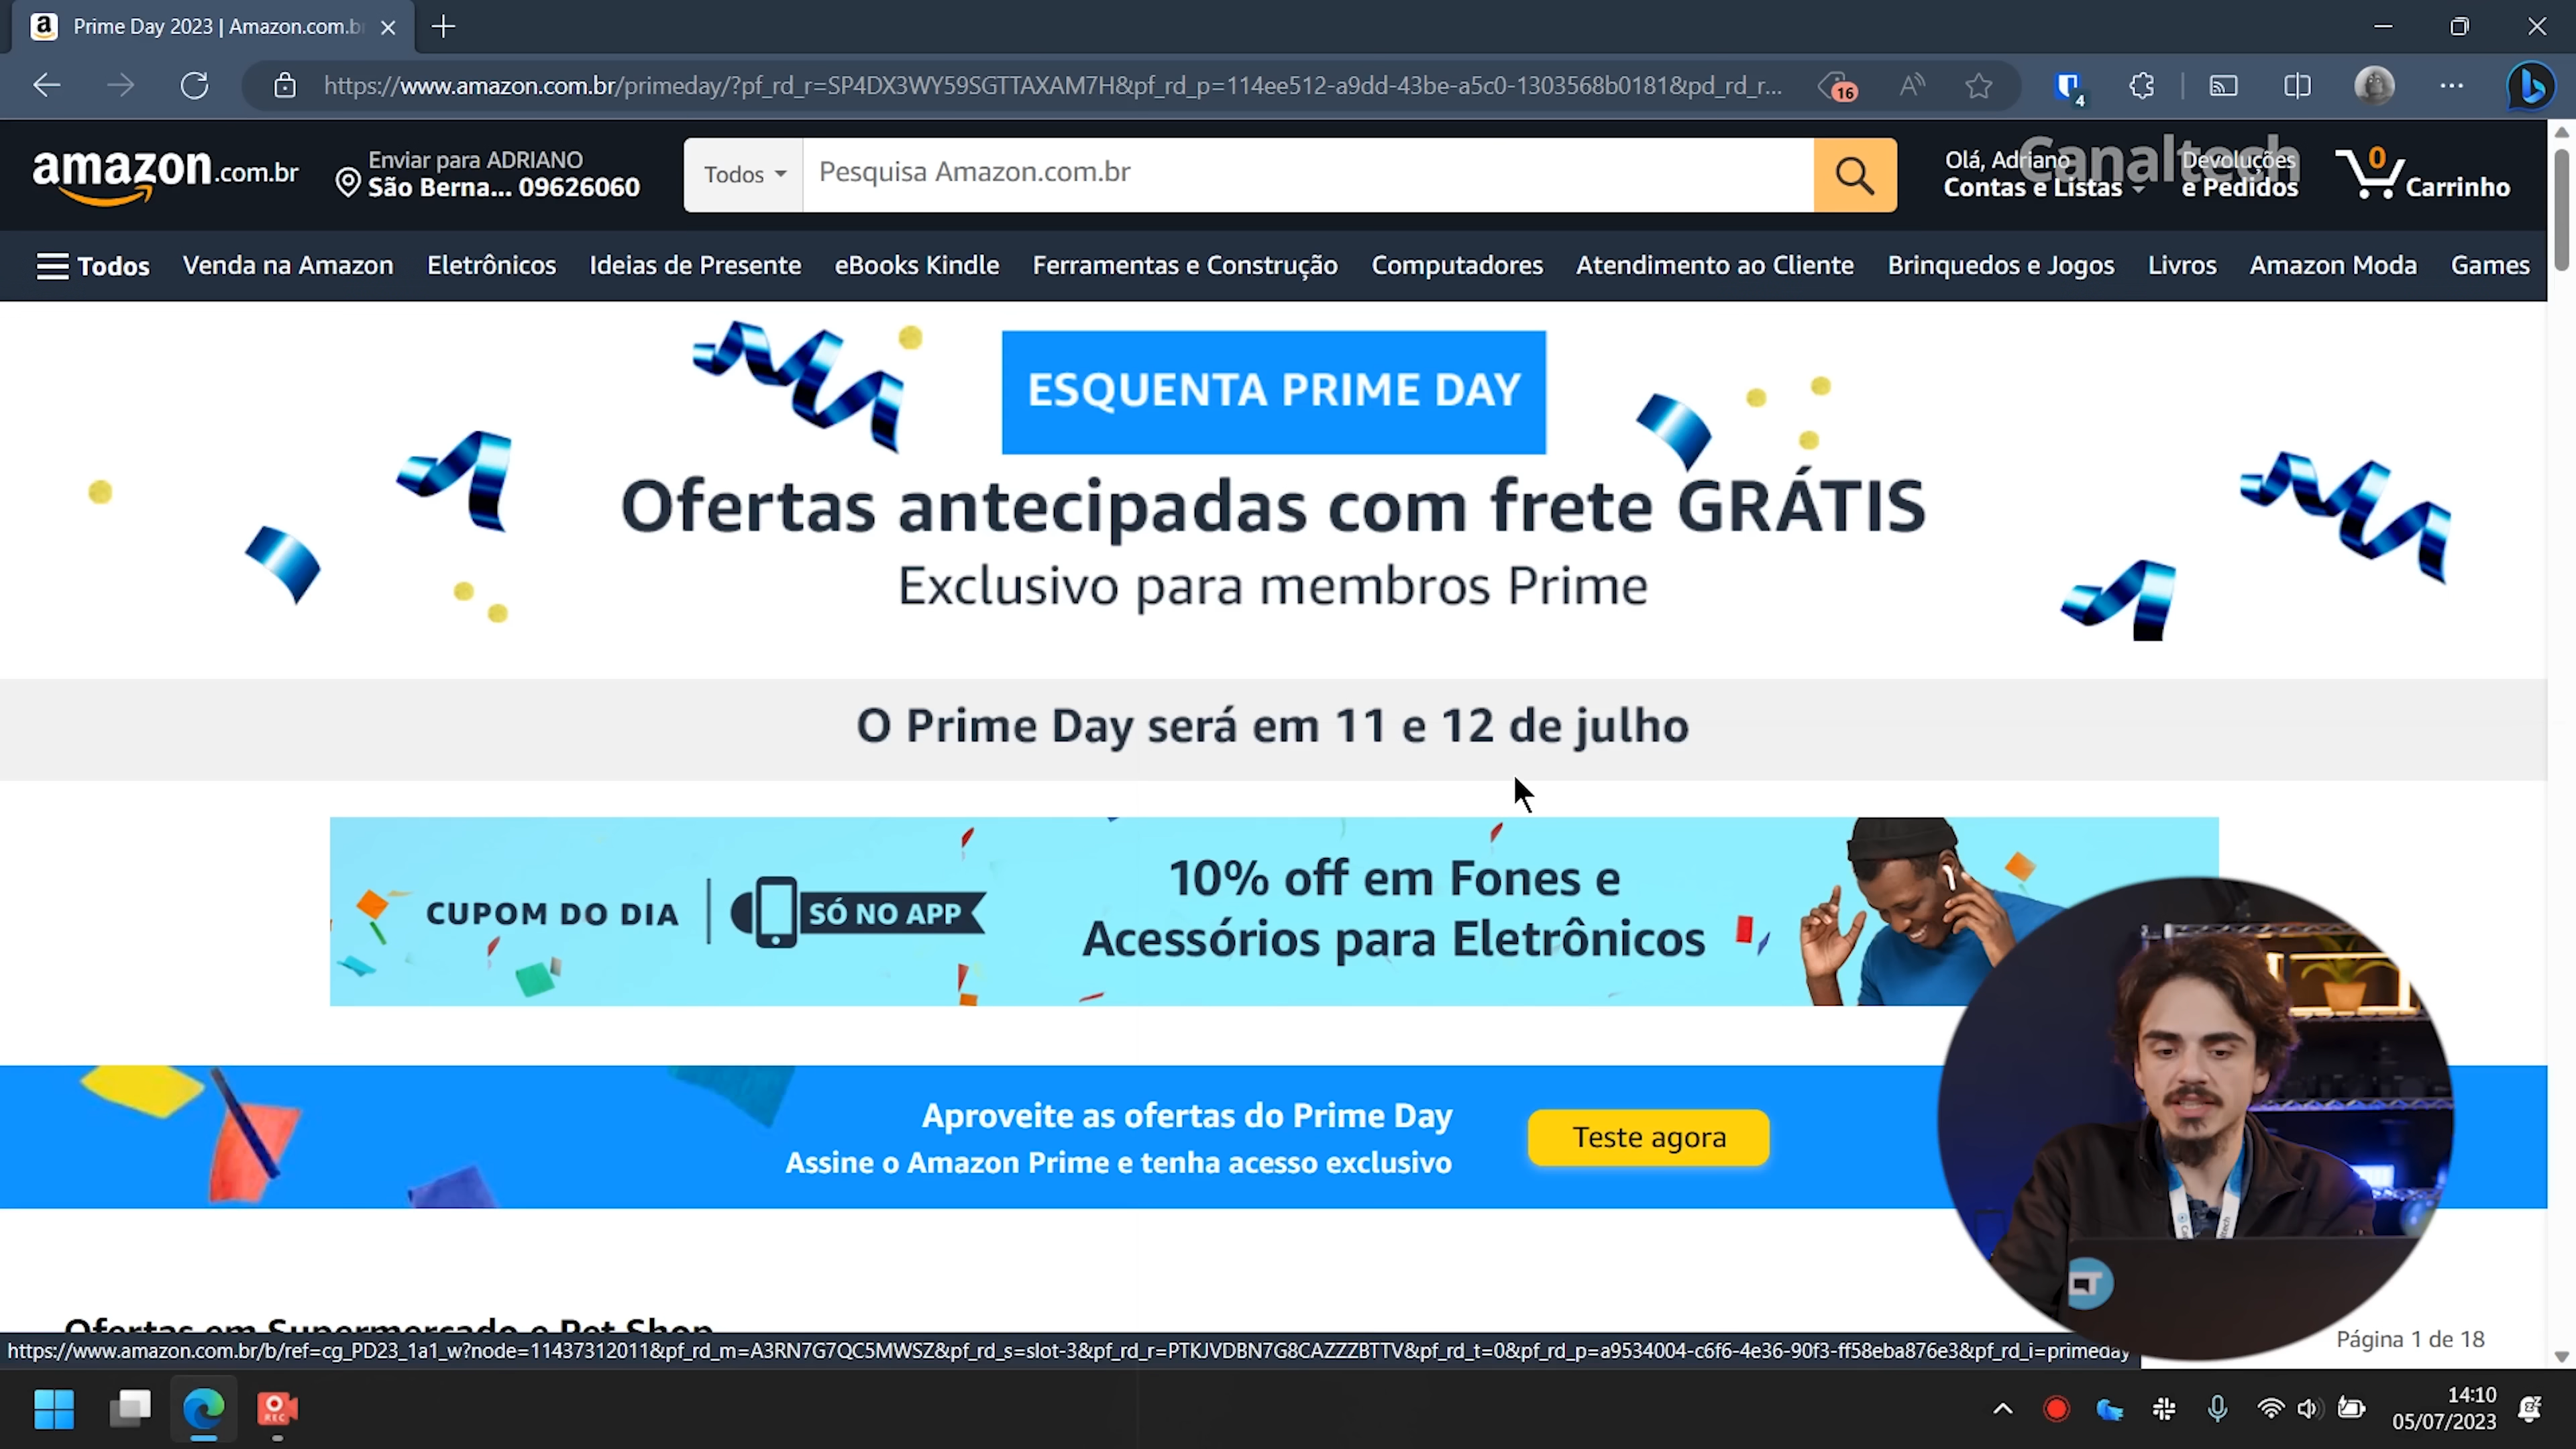 Prime Day 2023 | Amazon.com.b
https://www.amazon.com.br/primeday/?pf_rd_r=SP4DX3WY59SGTTAXAM7H&pf_rd_p=114ee512-a9dd-43be-a5c0-1303568b0181&pd_rd_r...
16
4
amazon.com.br
Enviar para ADRIANO
São Berna... 09626060
Todos
Pesquisa Amazon.com.br
Olá, Adriano
Contas e Listas
Canaltech
Devoluções
e Pedidos
0
Carrinho
Todos
Venda na Amazon
Eletrônicos
Ideias de Presente
eBooks Kindle
Ferramentas e Construção
Computadores
Atendimento ao Cliente
Brinquedos e Jogos
Livros
Amazon Moda
Games
ESQUENTA PRIME DAY
Ofertas antecipadas com frete GRÁTIS
Exclusivo para membros Prime
O Prime Day será em 11 e 12 de julho
CUPOM DO DIA
SÓ NO APP
10% off em Fones e
Acessórios para Eletrônicos
Aproveite as ofertas do Prime Day
Assine o Amazon Prime e tenha acesso exclusivo
Teste agora
Ofertas em Supermercado e Pet Shop
Página 1 de 18
https://www.amazon.com.br/b/ref=cg_PD23_1a1_w?node=11437312011&pf_rd_m=A3RN7G7QC5MWSZ&pf_rd_s=slot-3&pf_rd_r=PTKJVDBN7G8CAZZZBTTV&pf_rd_t=0&pf_rd_p=a9534004-c6f6-4e36-90f3-ff58eba876e3&pf_rd_i=primeday
REC
14:10
05/07/2023